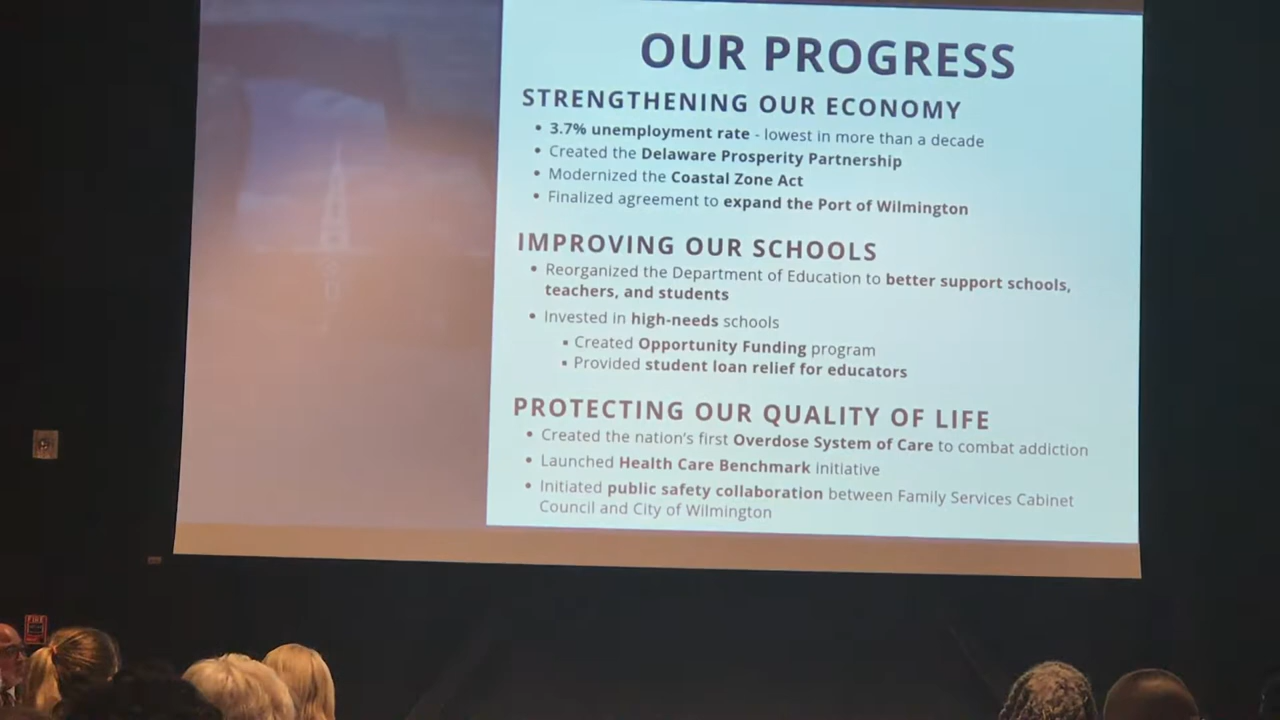 OUR PROGRESS
STRENGTHENING OUR ECONOMY
• 3.7% unemployment rate - lowest in more than a decade
• Created the Delaware Prosperity Partnership
• Modernized the Coastal Zone Act
• Finalized agreement to expand the Port of Wilmington
IMPROVING OUR SCHOOLS
• Reorganized the Department of Education to better support schools,
teachers, and students
• Invested in high-needs schools
▪ Created Opportunity Funding program
▪ Provided student loan relief for educators
PROTECTING OUR QUALITY OF LIFE
• Created the nation's first Overdose System of Care to combat addiction
• Launched Health Care Benchmark initiative
• Initiated public safety collaboration between Family Services Cabinet
Council and City of Wilmington
FIRE